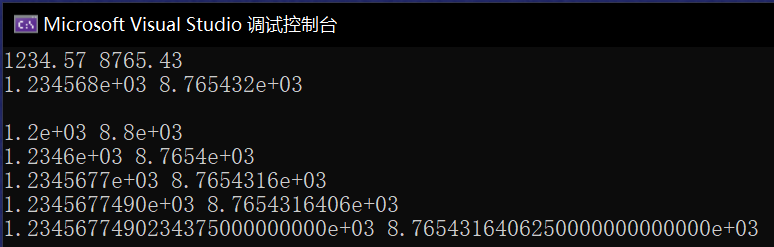 Microsoft Visual Studio 调试控制台
1234.57 8765.43
1.234568e+03 8.765432e+03
1.2e+03 8.8e+03
1.2346e+03 8.7654e+03
1.2345677e+03 8.7654316e+03
1.2345677490e+03 8.7654316406e+03
1.2345677490234375000000000e+03 8.7654316406250000000000000e+03